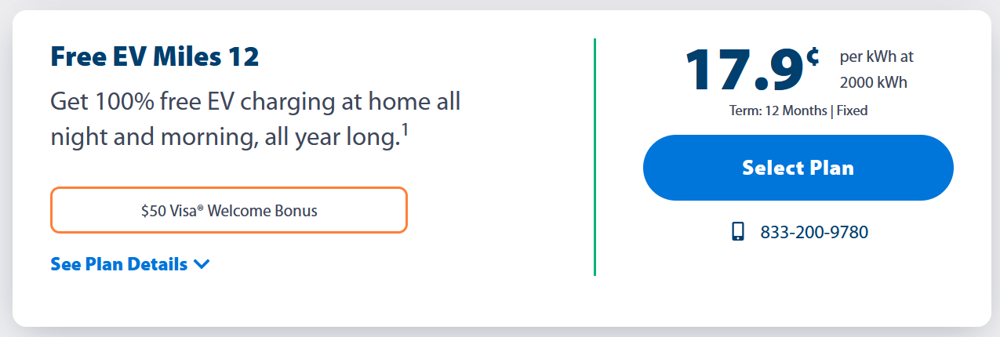 Free EV Miles 12
Get 100% free EV charging at home all
night and morning, all year long.1
$50 Visa® Welcome Bonus
See Plan Details
17.9¢ per kWh at
2000 kWh
Term: 12 Months | Fixed
Select Plan
833-200-9780